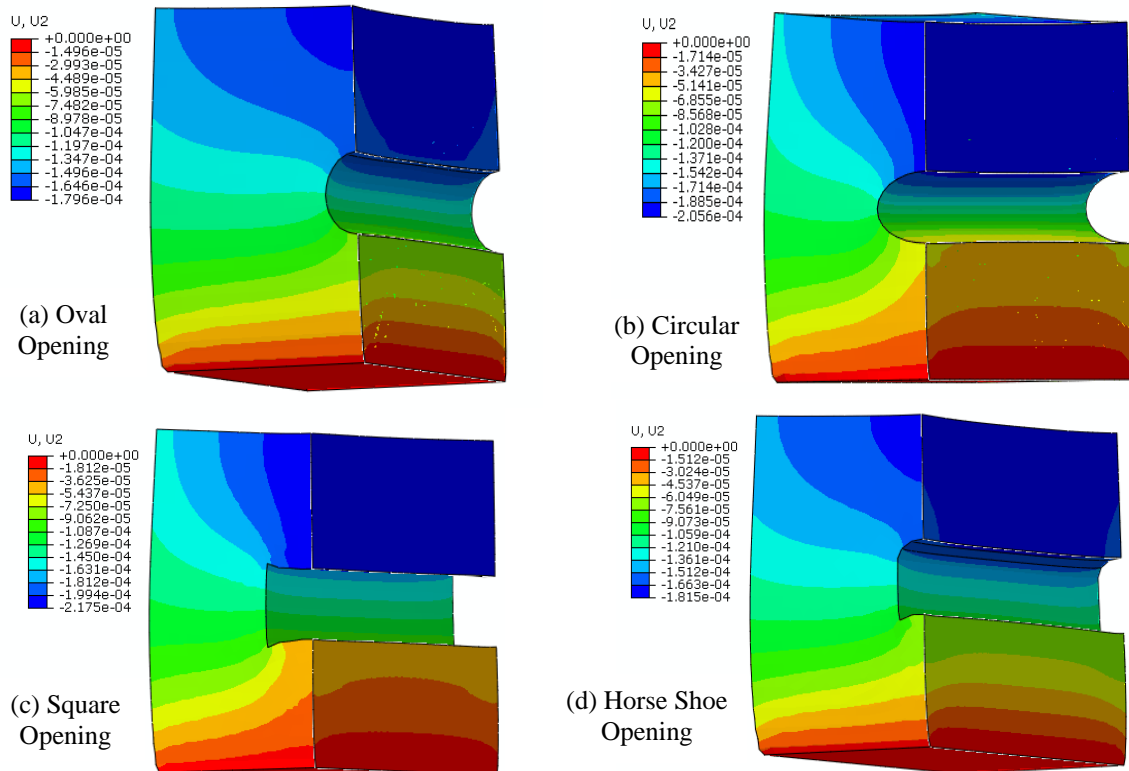 U, U2
+0.000e+00
-1.496e-05
-2.993e-05
-4.489e-05
-5.985e-05
-7.482e-05
-8.978e-05
-1.047e-04
-1.197e-04
-1.347e-04
-1.496e-04
-1.646e-04
-1.796e-04
(a) Oval
Opening
U, U2
+0.000e+00
-1.714e-05
-3.427e-05
-5.141e-05
-6.855e-05
-8.568e-05
-1.028e-04
-1.200e-04
-1.371e-04
-1.542e-04
-1.714e-04
-1.885e-04
-2.056e-04
(b) Circular
Opening
U, U2
+0.000e+00
-1.812e-05
-3.625e-05
-5.437e-05
-7.250e-05
-9.062e-05
-1.087e-04
-1.269e-04
-1.450e-04
-1.631e-04
-1.812e-04
-1.994e-04
-2.175e-04
(c) Square
Opening
U, U2
+0.000e+00
-1.512e-05
-3.024e-05
-4.537e-05
-6.049e-05
-7.561e-05
-9.073e-05
-1.059e-04
-1.210e-04
-1.361e-04
-1.512e-04
-1.663e-04
-1.815e-04
(d) Horse Shoe
Opening